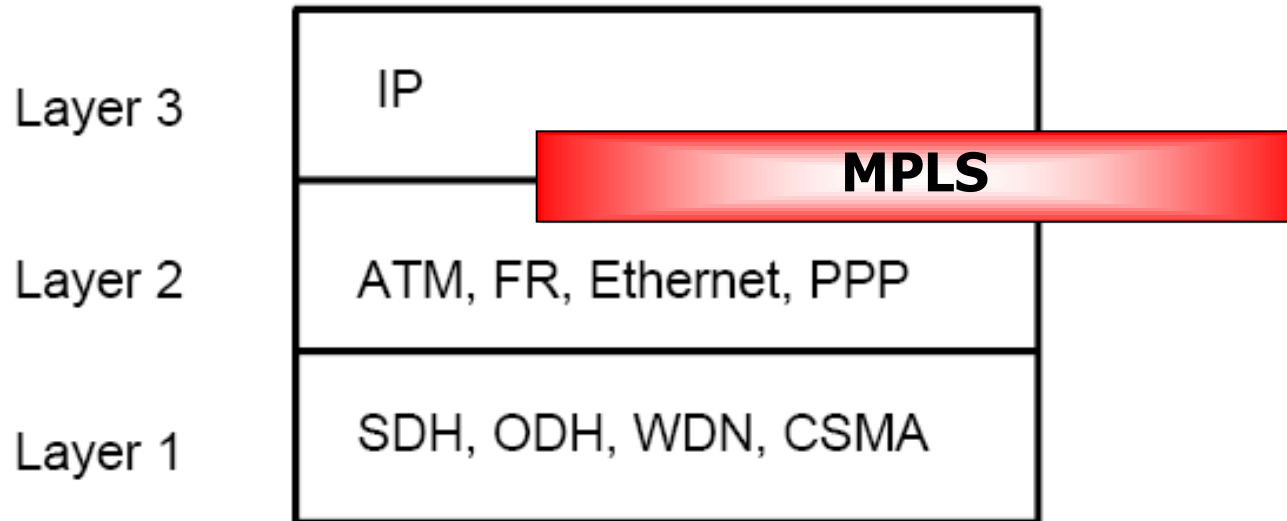 Layer 3
IP
MPLS
Layer 2
ATM, FR, Ethernet, PPP
Layer 1
SDH, ODH, WDN, CSMA